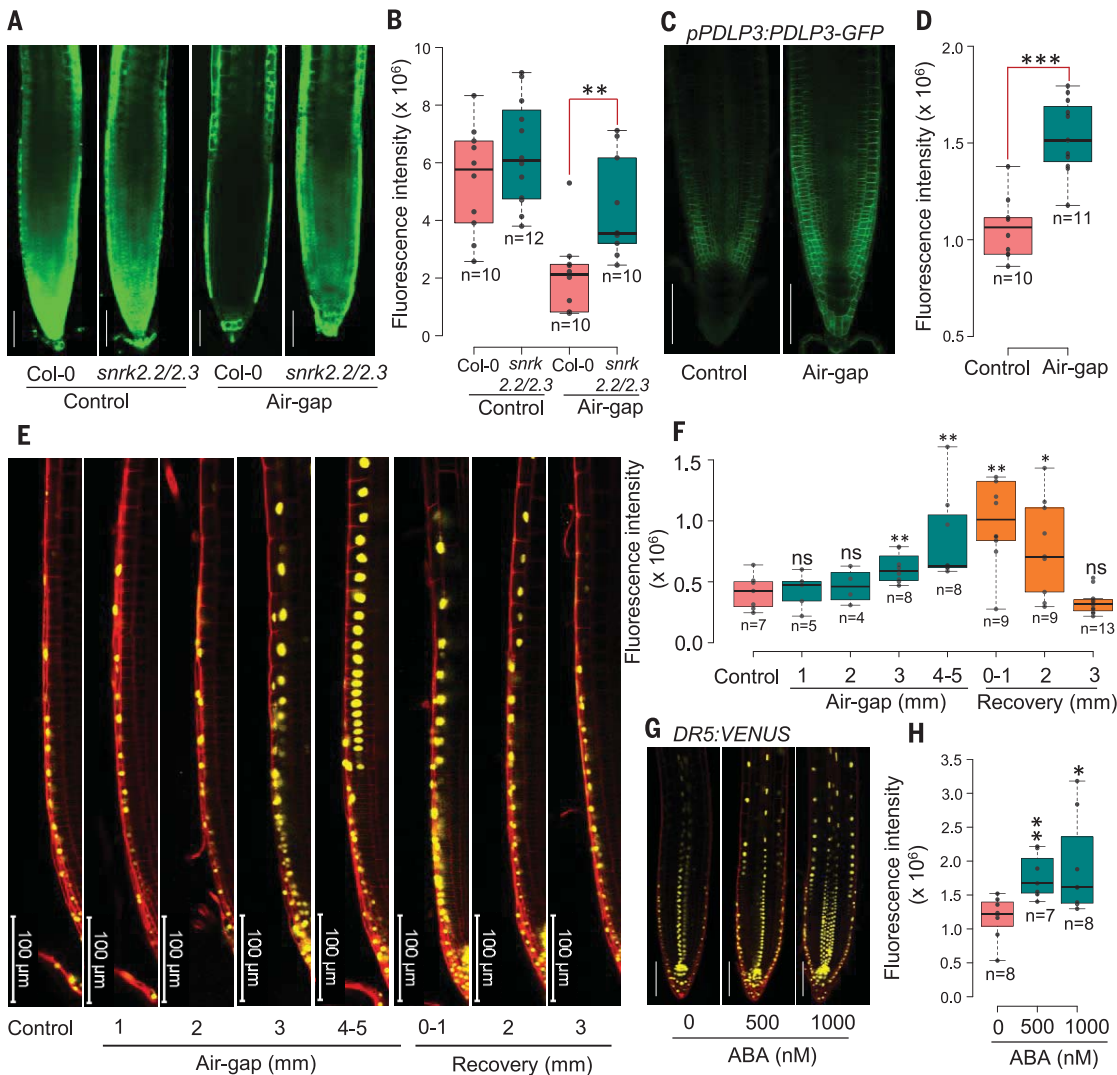 A
Col-0
snrk2.2/2.3
Col-0
snrk2.2/2.3
Control
Air-gap
B
Fluorescence intensity (x 10⁶)
10
8
6
4
2
0
n=10
n=12
n=10
**
n=10
Col-0
snrk
2.2/2.3
Col-0
snrk
2.2/2.3
Control
Air-gap
C
pPDLP3:PDLP3-GFP
Control
Air-gap
D
Fluorescence intensity (x 10⁶)
2.0
1.5
1.0
0.5
***
n=10
n=11
Control
Air-gap
E
100 µm
100 µm
100 µm
100 µm
100 µm
100 µm
100 µm
100 µm
Control
1
2
3
4-5
0-1
2
3
Air-gap (mm)
Recovery (mm)
F
Fluorescence intensity
(x 10⁶)
1.5
1.0
0.5
0.0
n=7
ns
n=5
ns
n=4
**
n=8
**
n=8
**
n=9
*
n=9
ns
n=13
Control
1
2
3
4-5
0-1
2
3
Air-gap (mm)
Recovery (mm)
G
DR5:VENUS
0
500
1000
ABA (nM)
H
Fluorescence intensity
(x 10⁶)
3.5
3.0
2.5
2.0
1.5
1.0
0.5
0.0
n=8
**
n=7
*
n=8
0
500
1000
ABA (nM)